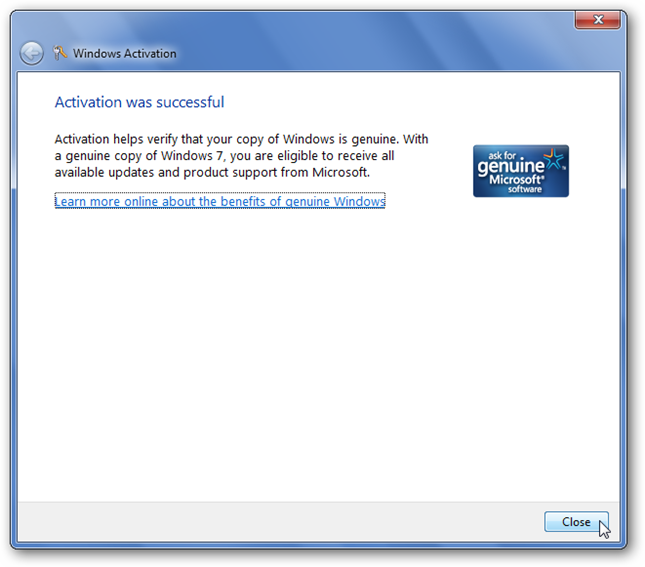 Windows Activation
Activation was successful
Activation helps verify that your copy of Windows is genuine. With
a genuine copy of Windows 7, you are eligible to receive all
available updates and product support from Microsoft.
ask for
genuine
Microsoft®
software
Learn more online about the benefits of genuine Windows
Close